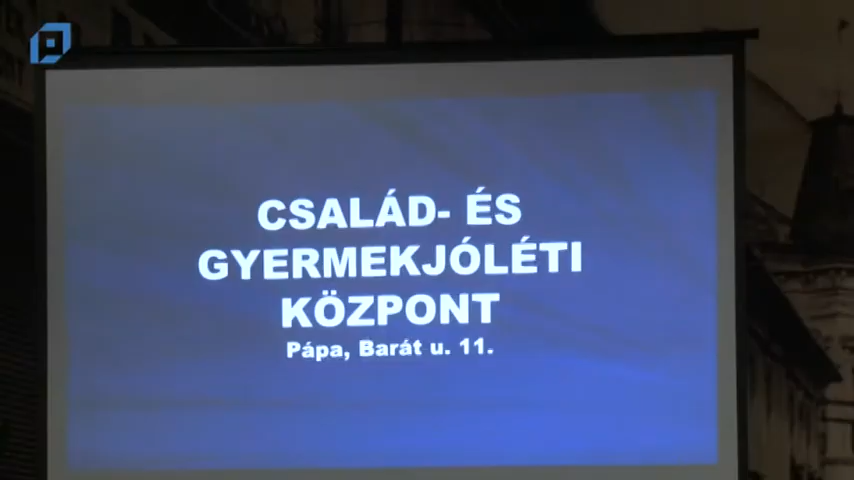 CSALÁD- ÉS
GYERMEKJÓLÉTI
KÖZPONT
Pápa, Barát u. 11.